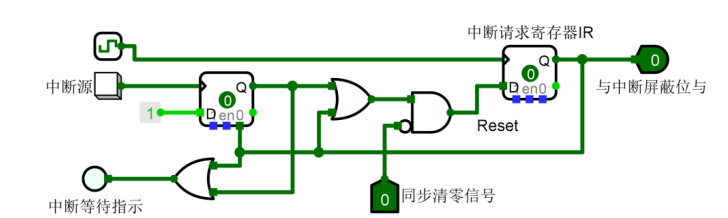 中断请求寄存器IR
Q
0
D
en0
0
与中断屏蔽位与
中断源
Q
0
1
D
en0
Reset
0
同步清零信号
中断等待指示